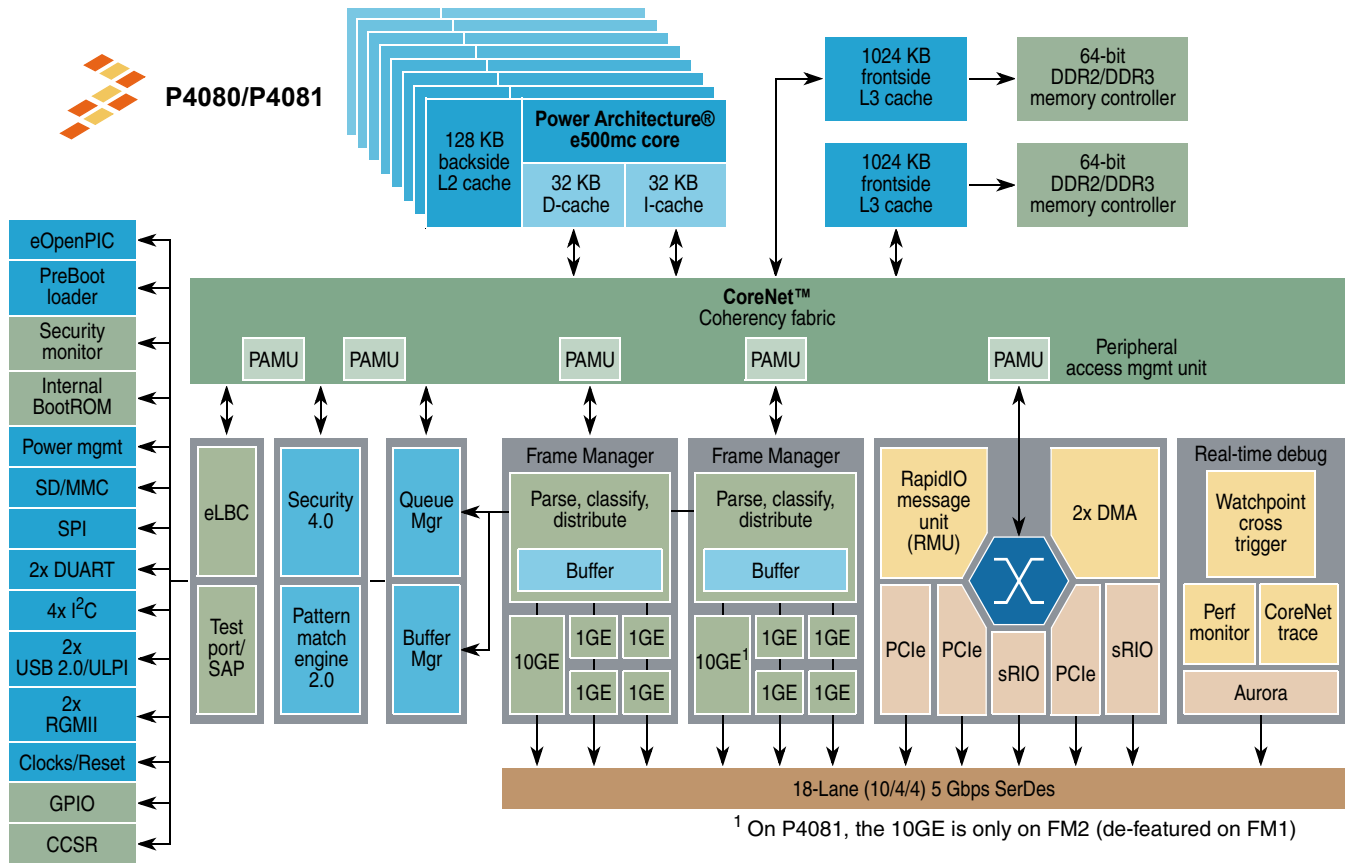 P4080/P4081
128 KB
backside
L2 cache
Power Architecture®
e500mc core
32 KB
D-cache
32 KB
I-cache
1024 KB
frontside
L3 cache
64-bit
DDR2/DDR3
memory controller
1024 KB
frontside
L3 cache
64-bit
DDR2/DDR3
memory controller
eOpenPIC
PreBoot
loader
Security
monitor
Internal
BootROM
Power mgmt
SD/MMC
SPI
2x DUART
4x I²C
2x
USB 2.0/ULPI
2x
RGMII
Clocks/Reset
GPIO
CCSR
CoreNet™
Coherency fabric
PAMU
PAMU
PAMU
PAMU
PAMU
Peripheral
access mgmt unit
eLBC
Test
port/
SAP
Security
4.0
Pattern
match
engine
2.0
Queue
Mgr
Buffer
Mgr
Frame Manager
Parse, classify,
distribute
Buffer
10GE
1GE
1GE
1GE
1GE
Frame Manager
Parse, classify,
distribute
Buffer
10GE¹
1GE
1GE
1GE
1GE
RapidIO
message
unit
(RMU)
2x DMA
PCIe
PCIe
sRIO
PCIe
sRIO
Real-time debug
Watchpoint
cross
trigger
Perf
monitor
CoreNet
trace
Aurora
18-Lane (10/4/4) 5 Gbps SerDes
¹ On P4081, the 10GE is only on FM2 (de-featured on FM1)